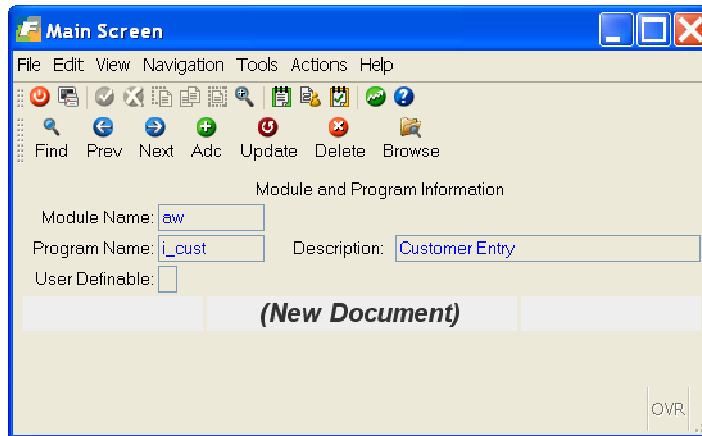 Main Screen
File Edit View Navigation Tools Actions Help
Find Prev Next Adc Update Delete Browse
Module and Program Information
Module Name: aw
Program Name: i_cust Description: Customer Entry
User Definable:
(New Document)
OVR